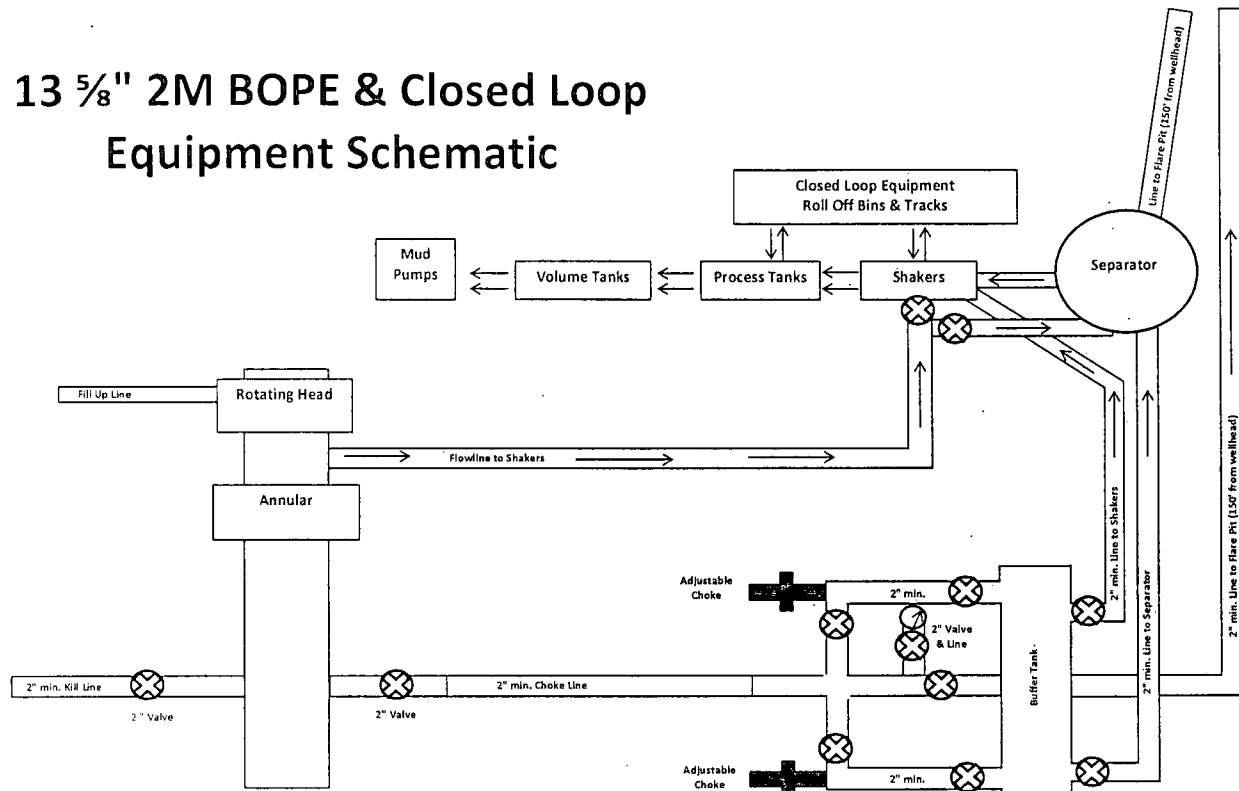 13 ⅝" 2M BOPE & Closed Loop
Equipment Schematic
Closed Loop Equipment
Roll Off Bins & Tracks
Mud
Pumps
Volume Tanks
Process Tanks
Shakers
Separator
Line to Flare Pit (150' from wellhead)
Fill Up Line
Rotating Head
Flowline to Shakers
Annular
Adjustable
Choke
2" min.
2" Valve
& Line
2" min. Kill Line
2" Valve
2" Valve
2" min. Choke Line
Buffer Tank
2" min. Line to Shakers
2" min. Line to Separator
2" min. Line to Flare Pit (150' from wellhead)
Adjustable
Choke
2" min.